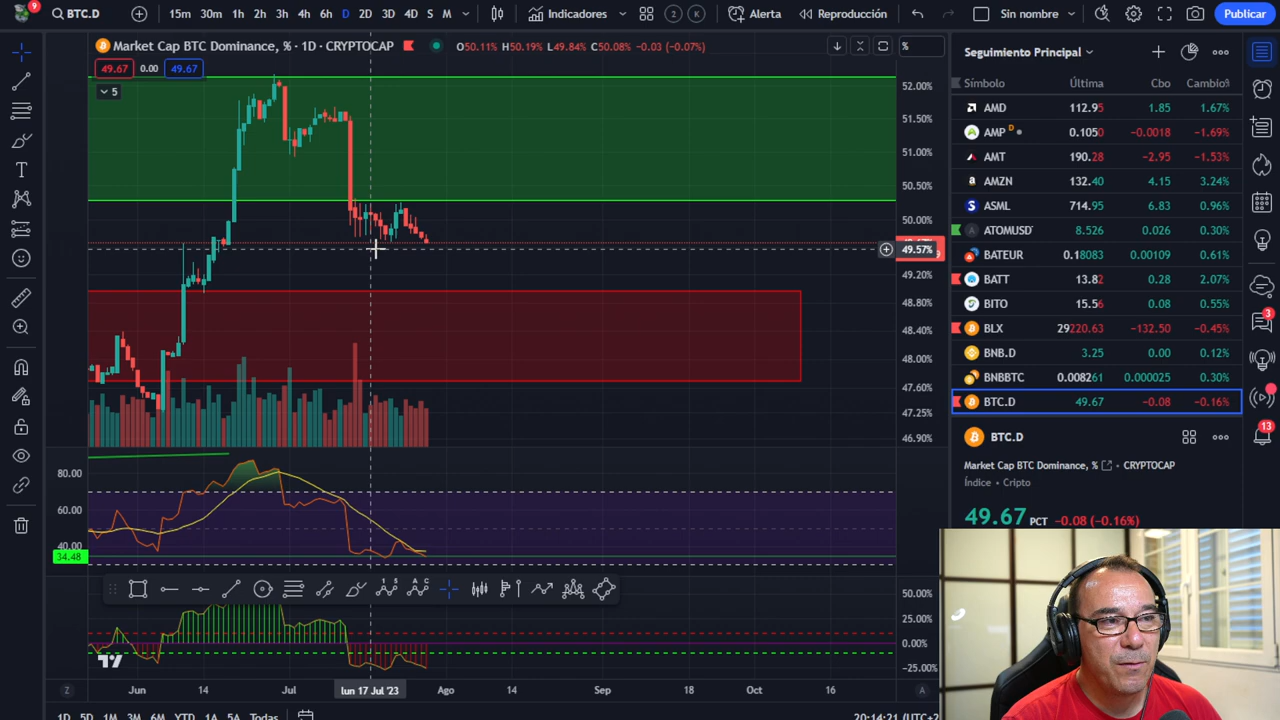 9 BTC.D 15m 30m 1h 2h 3h 4h 6h D 2D 3D 4D S M Indicadores 2 K Alerta Reproducción Sin nombre Publicar
Market Cap BTC Dominance, % · 1D · CRYPTOCAP O50.11% H50.19% L49.84% C50.08% -0.03 (-0.07%)
%
49.67 0.00 49.67
5
52.00%
51.50%
51.00%
50.50%
50.00%
49.57%
49.20%
48.80%
48.40%
48.00%
47.60%
47.25%
46.90%
80.00
60.00
40.00
34.48
50.00%
25.00%
0.00%
-25.00%
Z Jun 14 Jul lun 17 Jul '23 Ago 14 Sep 18 Oct 16 A
1D 5D 1M 3M 6M YTD 1A 5A Todas 20:14:21 (UTC+2
Seguimiento Principal
Símbolo Última Cbo Cambio%
AMD 112.95 1.85 1.67%
AMP D 0.1050 -0.0018 -1.69%
AMT 190.28 -2.95 -1.53%
AMZN 132.40 4.15 3.24%
ASML 714.95 6.83 0.96%
ATOMUSD 8.526 0.026 0.30%
BATEUR 0.18083 0.00109 0.61%
BATT 13.82 0.28 2.07%
BITO 15.56 0.08 0.55%
BLX 29220.63 -132.50 -0.45%
BNB.D 3.25 0.00 0.12%
BNBBTC 0.008261 0.000025 0.30%
BTC.D 49.67 -0.08 -0.16%
BTC.D
Market Cap BTC Dominance, % CRYPTOCAP
Índice · Cripto
49.67 PCT -0.08 (-0.16%)
3
13